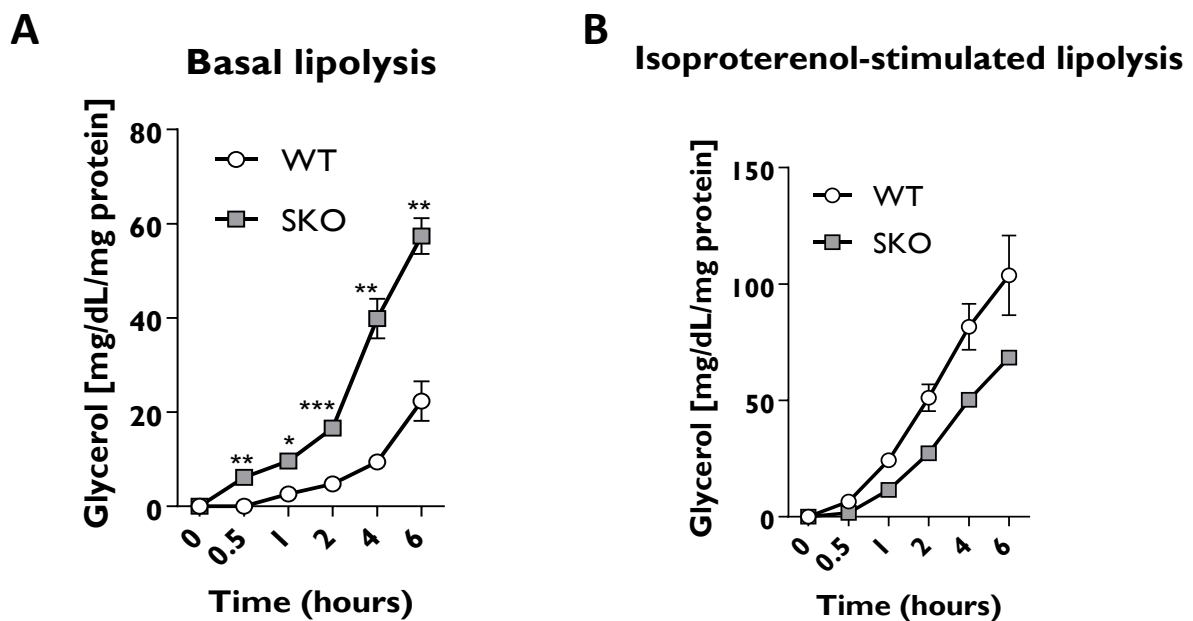 A
Basal lipolysis
Glycerol [mg/dL/mg protein]
80
60
40
20
0
WT
SKO
**
*
***
**
**
0
0.5
1
2
4
6
Time (hours)
B
Isoproterenol-stimulated lipolysis
Glycerol [mg/dL/mg protein]
150
100
50
0
WT
SKO
0
0.5
1
2
4
6
Time (hours)